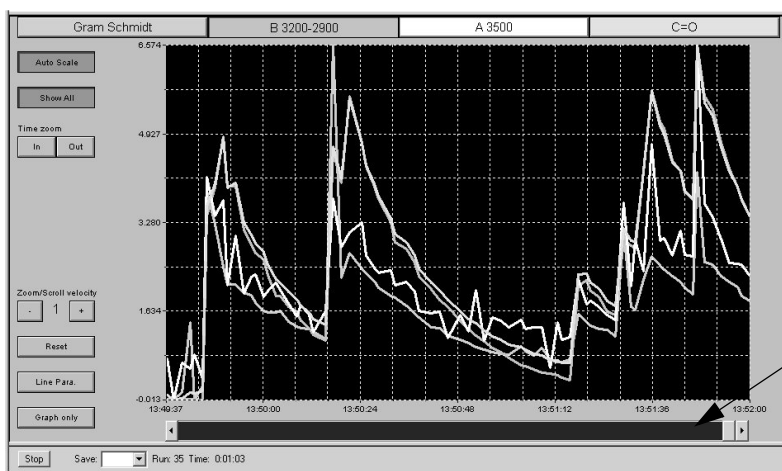 Gram Schmidt B 3200-2900 A 3500 C=O
Auto Scale
Show All
Time zoom
In Out
Zoom/Scroll velocity
- 1 +
Reset
Line Para.
Graph only
6.574
4.927
3.280
1.634
-0.013
13:49:37 13:50:00 13:50:24 13:50:48 13:51:12 13:51:36 13:52:00
Stop Save: Run: 35 Time: 0:01:03